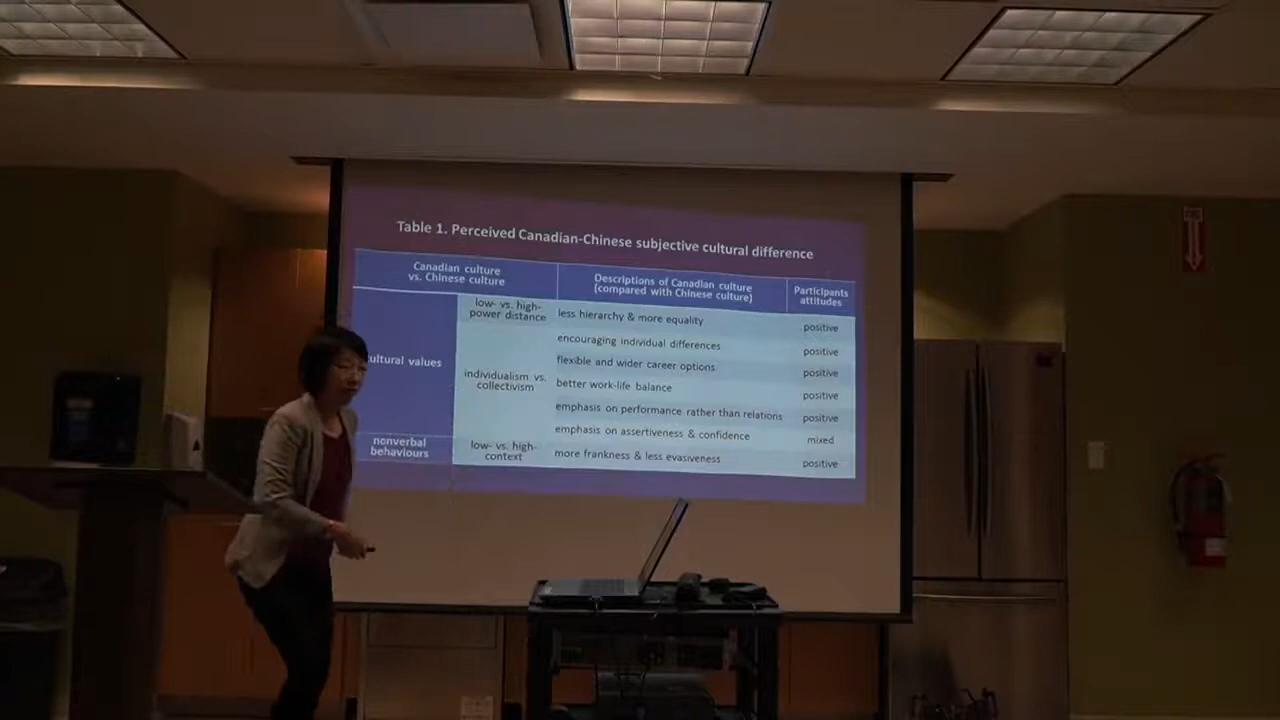 Table 1. Perceived Canadian-Chinese subjective cultural difference
Canadian culture
vs. Chinese culture
Descriptions of Canadian culture
(compared with Chinese culture)
Participants
attitudes
cultural values
low- vs. high-
power distance
less hierarchy & more equality
positive
individualism vs.
collectivism
encouraging individual differences
positive
flexible and wider career options
positive
better work-life balance
positive
emphasis on performance rather than relations
positive
emphasis on assertiveness & confidence
mixed
nonverbal
behaviours
low- vs. high-
context
more frankness & less evasiveness
positive